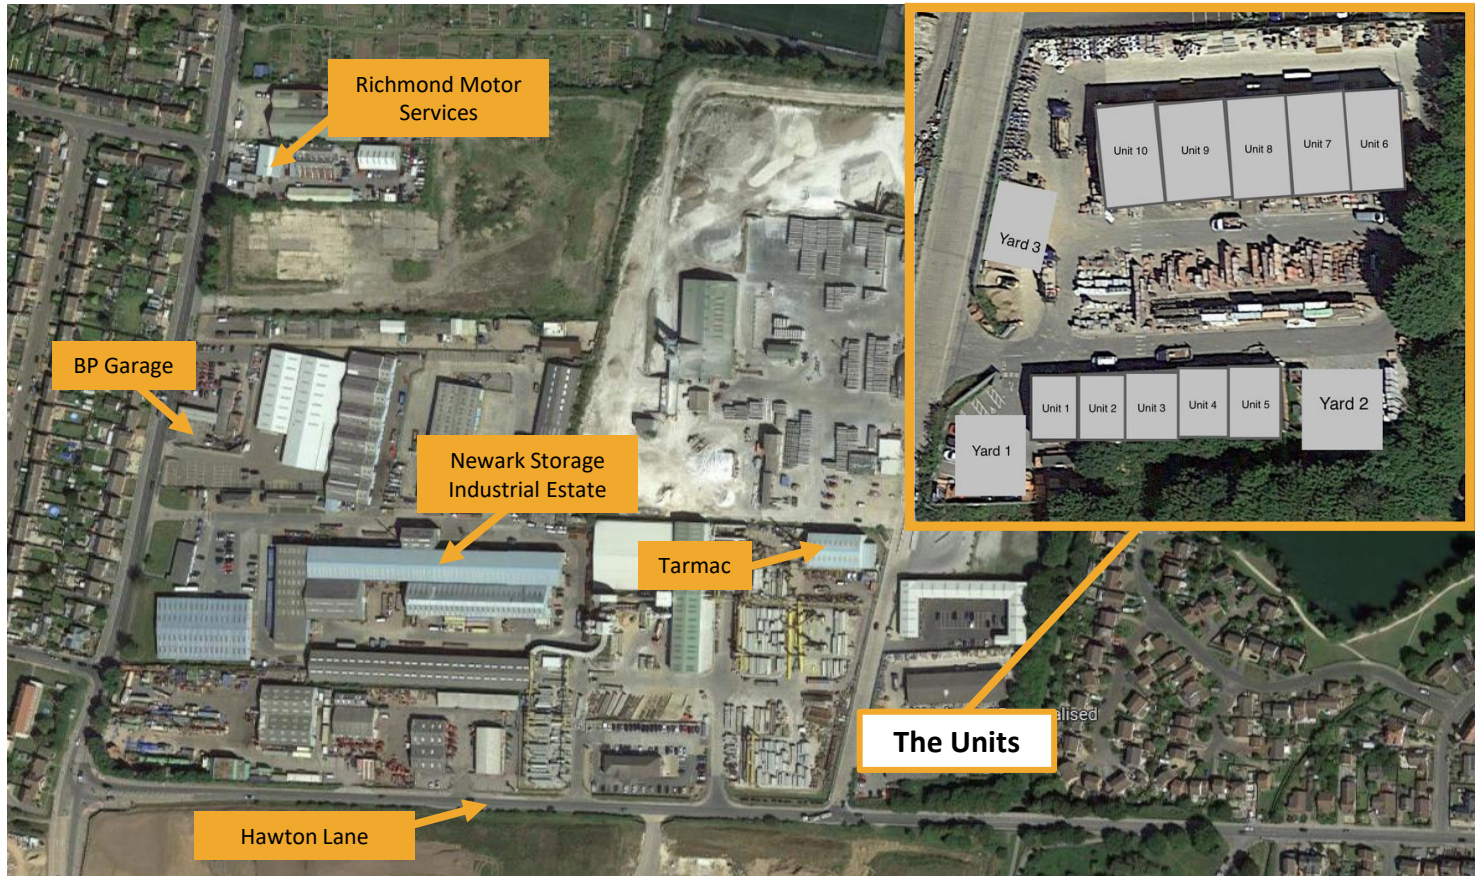 Richmond Motor
Services
BP Garage
Newark Storage
Industrial Estate
Tarmac
Hawton Lane
The Units
alised
Unit 10
Unit 9
Unit 8
Unit 7
Unit 6
Yard 3
Unit 1
Unit 2
Unit 3
Unit 4
Unit 5
Yard 2
Yard 1